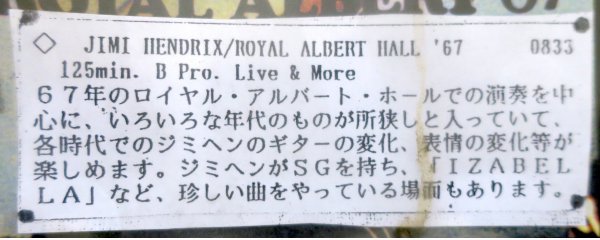 ROYAL ALBERT 67
◇ JIMI HENDRIX/ROYAL ALBERT HALL '67 0833
125min. B Pro. Live & More
67年のロイヤル・アルバート・ホールでの演奏を中
心に、いろいろな年代のものが所狭しと入っていて、
各時代でのジミヘンのギターの変化、表情の変化等が
楽しめます。ジミヘンがSGを持ち、「IZABEL
LA」など、珍しい曲をやっている場面もあります。